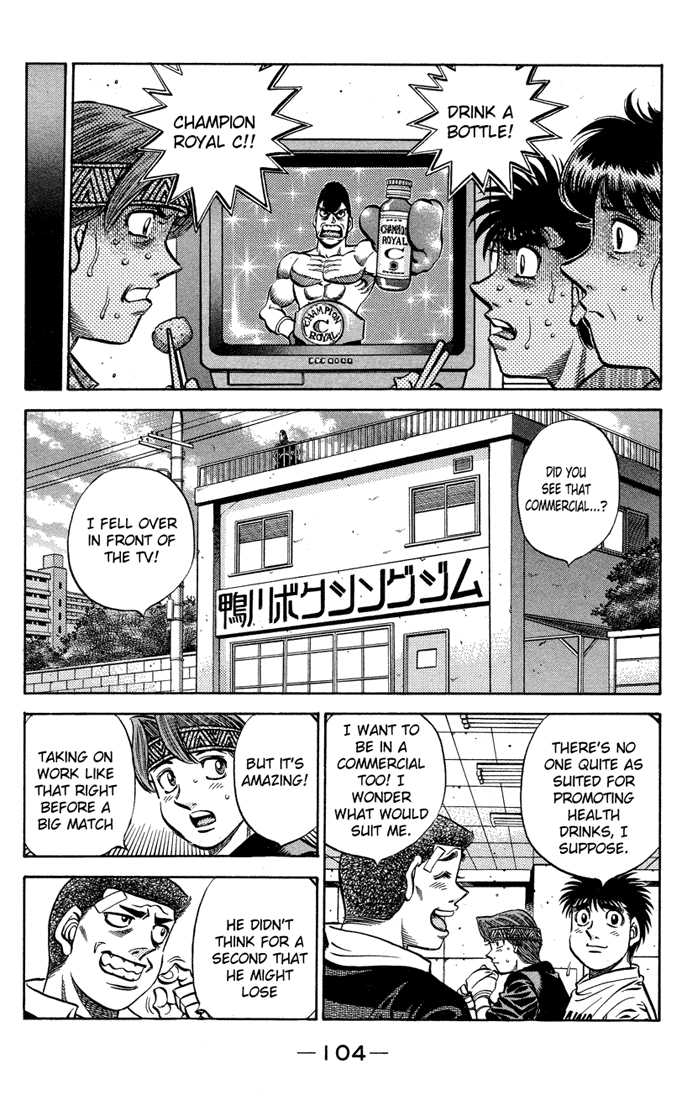 DRINK A
BOTTLE!
CHAMPION
ROYAL C!!
CHAMPION
ROYAL
C
CHAMPION
C
ROYAL
DID YOU
SEE THAT
COMMERCIAL...?
I FELL OVER
IN FRONT OF
THE TV!
鴨川ボクシングジム
THERE'S NO
ONE QUITE AS
SUITED FOR
PROMOTING
HEALTH
DRINKS, I
SUPPOSE.
I WANT TO
BE IN A
COMMERCIAL
TOO! I
WONDER
WHAT WOULD
SUIT ME.
BUT IT'S
AMAZING!
TAKING ON
WORK LIKE
THAT RIGHT
BEFORE A
BIG MATCH
HE DIDN'T
THINK FOR A
SECOND THAT
HE MIGHT
LOSE
—104—